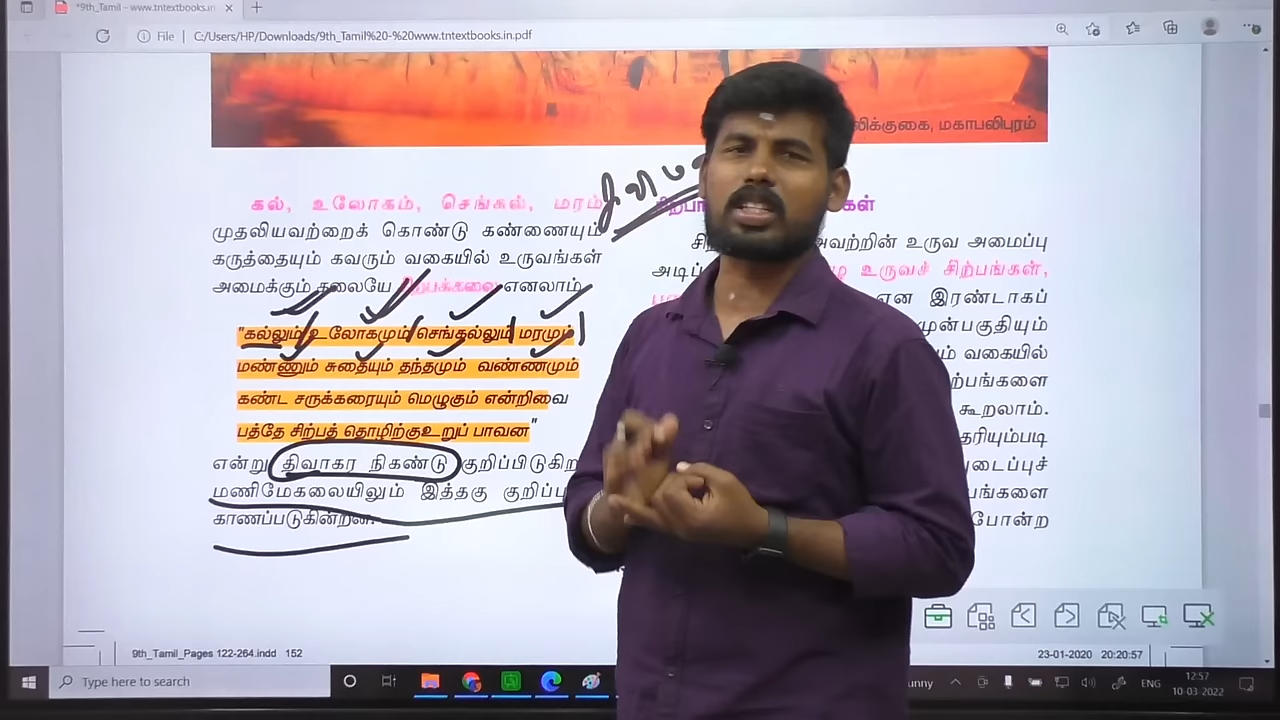 *9th_Tamil – www.tntextbooks.in
File | C:/Users/HP/Downloads/9th_Tamil%20-%20www.tntextbooks.in.pdf
லிக்குகை, மகாபலிபுரம்
கல், உலோகம், செங்கல், மரம்
முதலியவற்றைக் கொண்டு கண்ணையும்
கருத்தையும் கவரும் வகையில் உருவங்கள்
அமைக்கும் கலையே சிற்பக்கலை எனலாம்.
"கல்லும் உலோகமும் செங்கல்லும் மரமும்
மண்ணும் சுதையும் தந்தமும் வண்ணமும்
கண்ட சருக்கரையும் மெழுகும் என்றிவை
பத்தே சிற்பத் தொழிற்குஉறுப் பாவன"
என்று திவாகர நிகண்டு குறிப்பிடுகிற
மணிமேகலையிலும் இத்தகு குறிப்பு
காணப்படுகின்றன.
கள்
சிற் அவற்றின் உருவ அமைப்பு
அடிப் ழு உருவச் சிற்பங்கள்,
என இரண்டாகப்
முன்பகுதியும்
ம் வகையில்
ற்பங்களை
கூறலாம்.
தரியும்படி
புடைப்புச்
பங்களை
போன்ற
9th_Tamil_Pages 122-264.indd 152
23-01-2020 20:20:57
Type here to search
unny
ENG
12:57
10-03-2022